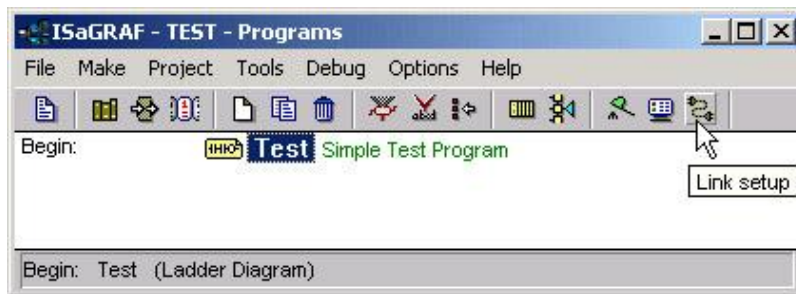 ISaGRAF - TEST - Programs
File Make Project Tools Debug Options Help
Begin: Test Simple Test Program
Link setup
Begin: Test (Ladder Diagram)